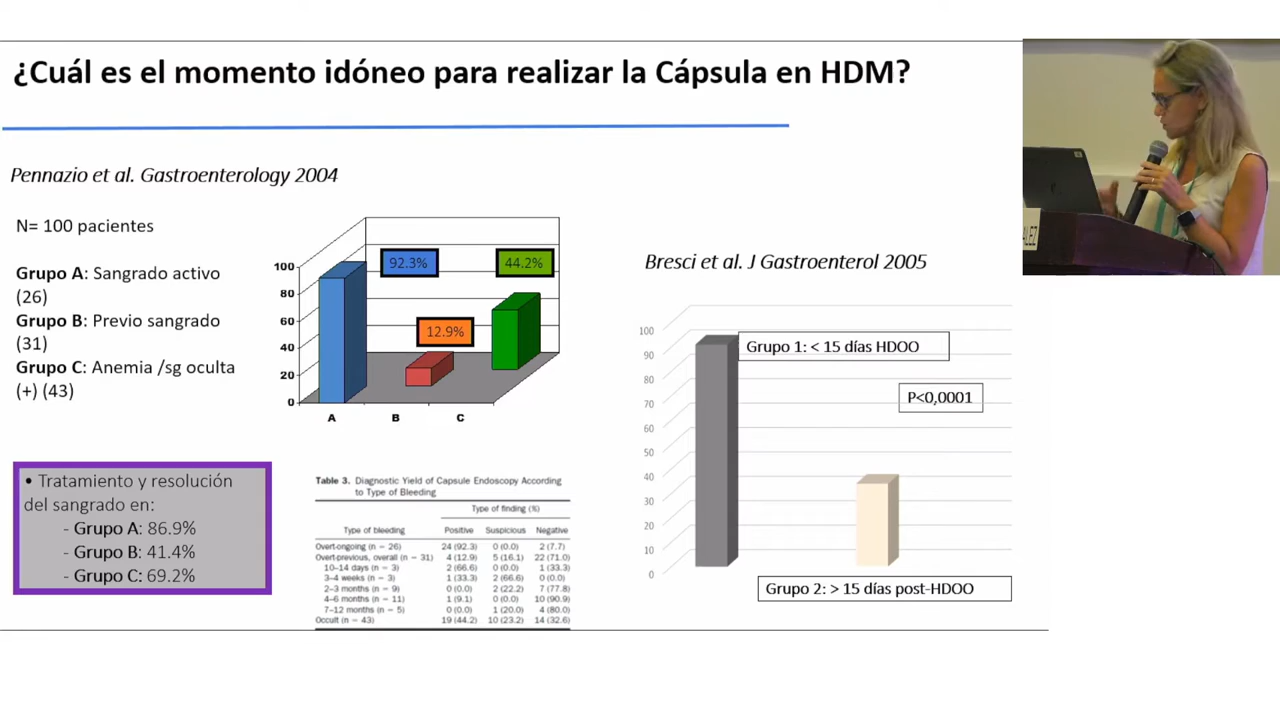 ¿Cuál es el momento idóneo para realizar la Cápsula en HDM?
Pennazio et al. Gastroenterology 2004
N= 100 pacientes
Grupo A: Sangrado activo
(26)
Grupo B: Previo sangrado
(31)
Grupo C: Anemia /sg oculta
(+) (43)
100
80
60
40
20
0
92.3%
12.9%
44.2%
A B C
• Tratamiento y resolución
del sangrado en:
- Grupo A: 86.9%
- Grupo B: 41.4%
- Grupo C: 69.2%
Table 3. Diagnostic Yield of Capsule Endoscopy According
to Type of Bleeding
Type of finding (%)
Type of bleeding Positive Suspicious Negative
Overt-ongoing (n = 26) 24 (92.3) 0 (0.0) 2 (7.7)
Overt-previous, overall (n = 31) 4 (12.9) 5 (16.1) 22 (71.0)
10–14 days (n = 3) 2 (66.6) 0 (0.0) 1 (33.3)
3–4 weeks (n = 3) 1 (33.3) 2 (66.6) 0 (0.0)
2–3 months (n = 9) 0 (0.0) 2 (22.2) 7 (77.8)
4–6 months (n = 11) 1 (9.1) 0 (0.0) 10 (90.9)
7–12 months (n = 5) 0 (0.0) 1 (20.0) 4 (80.0)
Occult (n = 43) 19 (44.2) 10 (23.2) 14 (32.6)
Bresci et al. J Gastroenterol 2005
100
90
80
70
60
50
40
30
20
10
0
Grupo 1: < 15 días HDOO
P<0,0001
Grupo 2: > 15 días post-HDOO